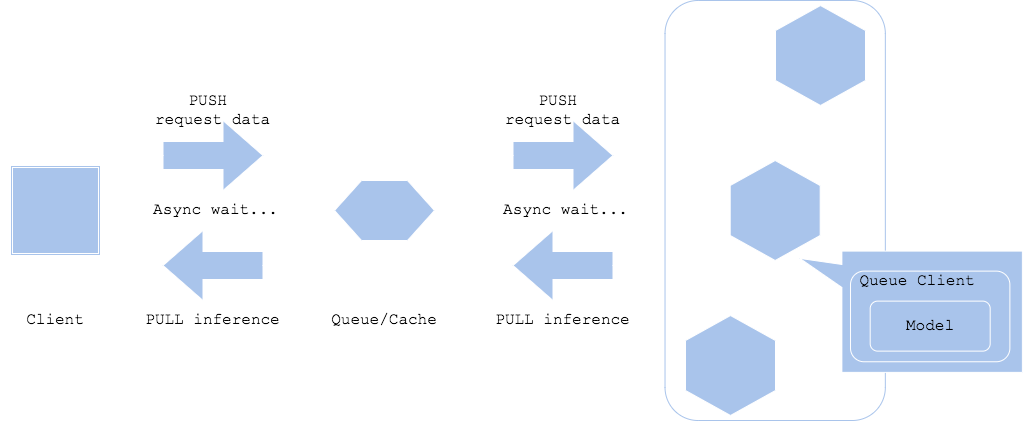 PUSH
request data
PUSH
request data
Async wait...
Async wait...
Queue Client
Model
Client
PULL inference
Queue/Cache
PULL inference